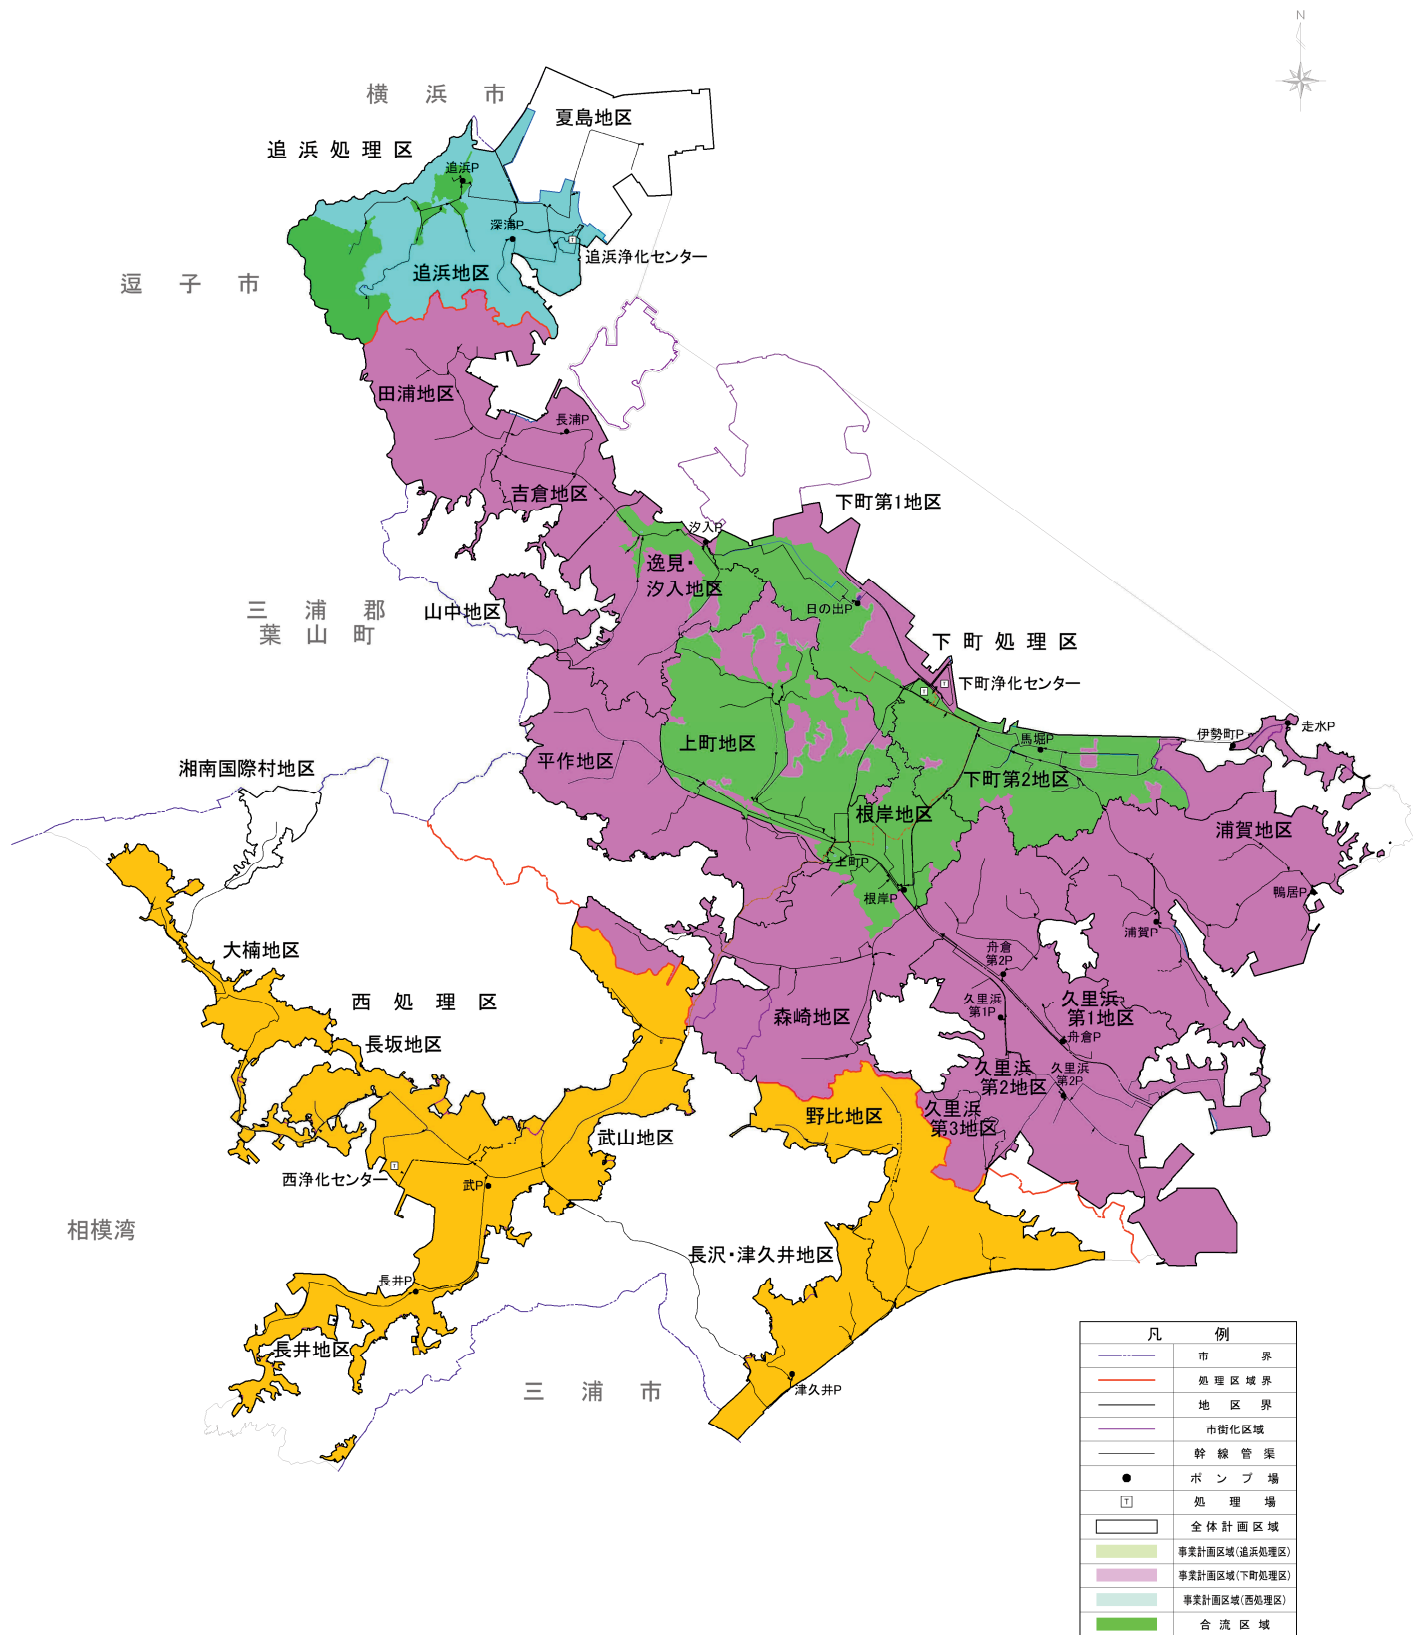 N
横浜市
夏島地区
追浜処理区
追浜P
深浦P
追浜地区
追浜浄化センター
逗子市
田浦地区
長浦P
吉倉地区
下町第1地区
汐入P
逸見・
汐入地区
日の出P
三浦郡
葉山町
山中地区
下町処理区
下町浄化センター
上町地区
平作地区
馬堀P
伊勢町P
走水P
湘南国際村地区
下町第2地区
根岸地区
浦賀地区
上町P
根岸P
鴨居P
浦賀P
大楠地区
西処理区
長坂地区
舟倉
第2P
久里浜
第1P
久里浜
第1地区
舟倉P
森崎地区
久里浜
第2地区
久里浜
第2P
野比地区
久里浜
第3地区
武山地区
西浄化センター
武P
相模湾
長沢・津久井地区
長井P
長井地区
三浦市
津久井P
凡例
市界
処理区域界
地区界
市街化区域
幹線管渠
ポンプ場
T 処理場
全体計画区域
事業計画区域(追浜処理区)
事業計画区域(下町処理区)
事業計画区域(西処理区)
合流区域